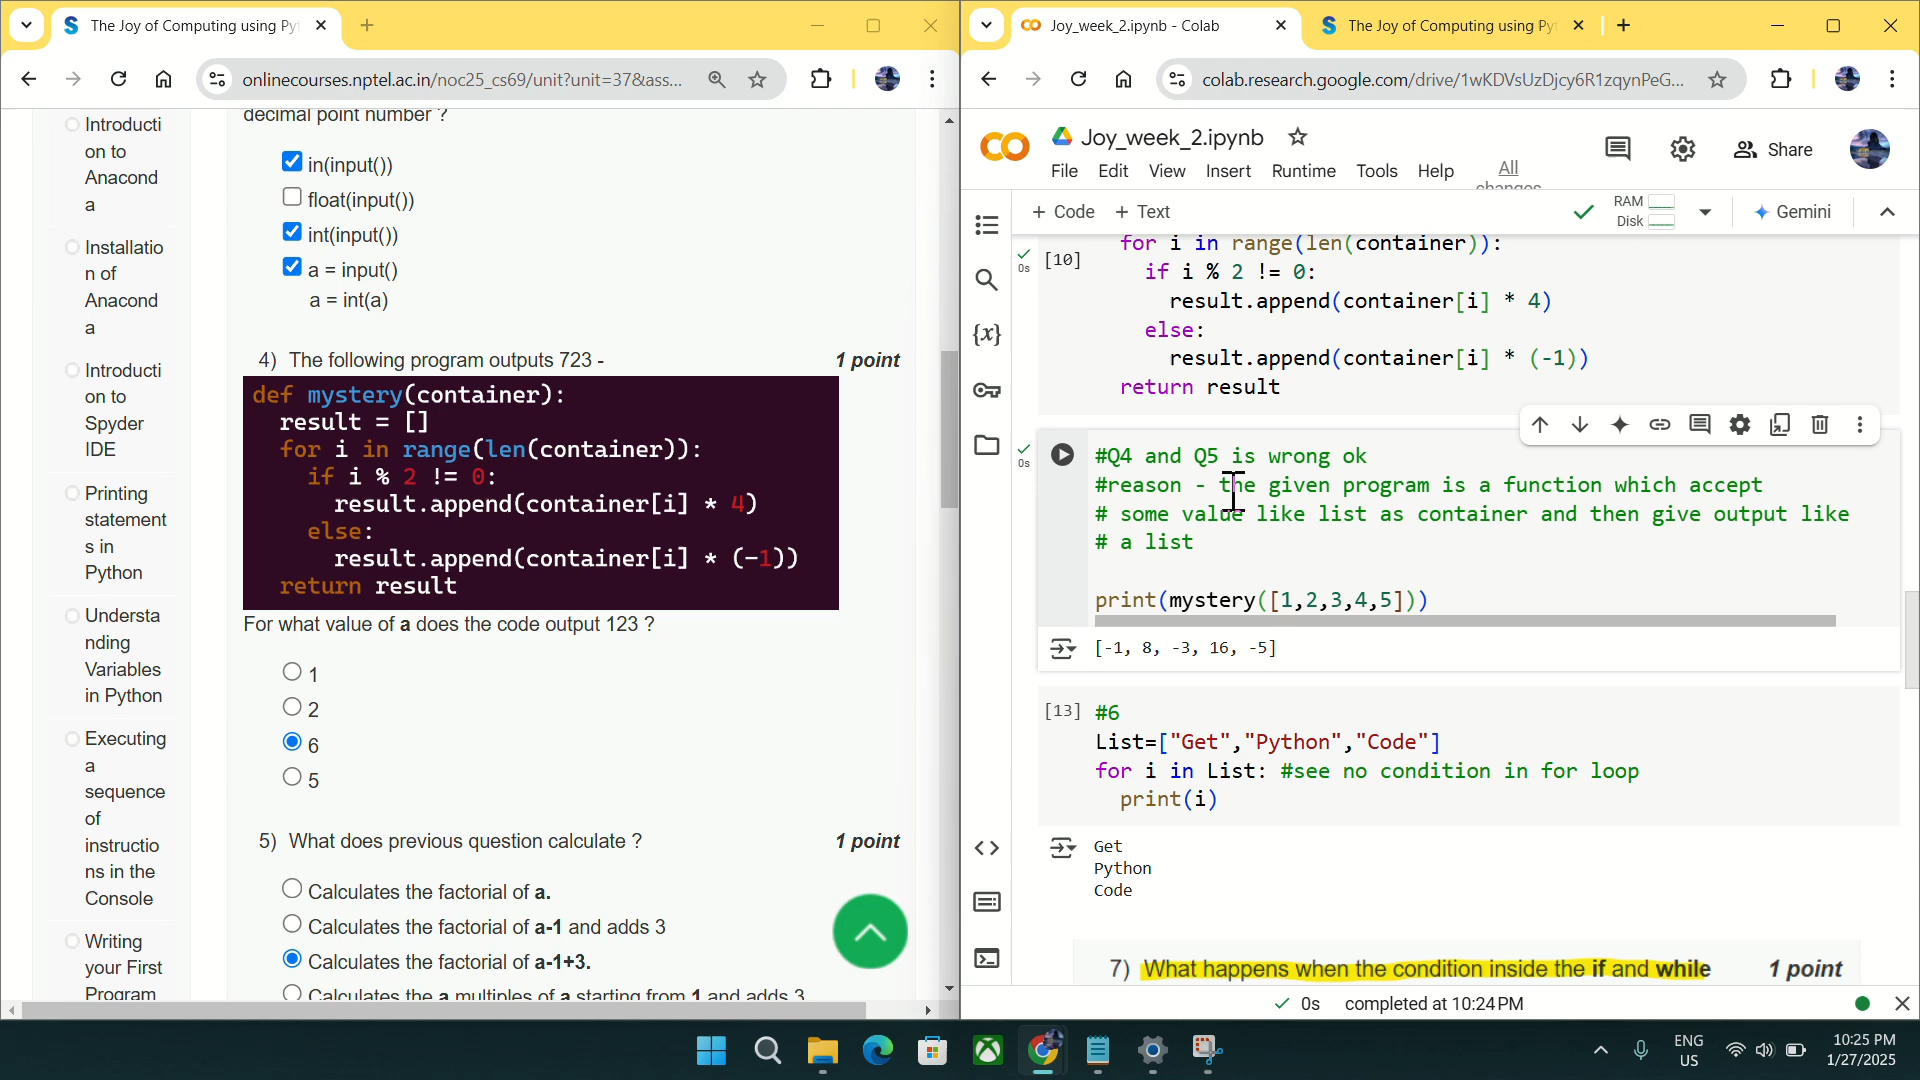 The Joy of Computing using Py
onlinecourses.nptel.ac.in/noc25_cs69/unit?unit=37&ass...
Introducti
on to
Anacond
a
Installatio
n of
Anacond
a
Introducti
on to
Spyder
IDE
Printing
statement
s in
Python
Understa
nding
Variables
in Python
Executing
a
sequence
of
instructio
ns in the
Console
Writing
your First
Program
decimal point number ?
in(input())
float(input())
int(input())
a = input()
a = int(a)
4) The following program outputs 723 - 1 point
def mystery(container):
result = []
for i in range(len(container)):
if i % 2 != 0:
result.append(container[i] * 4)
else:
result.append(container[i] * (-1))
return result
For what value of a does the code output 123 ?
1
2
6
5
5) What does previous question calculate ? 1 point
Calculates the factorial of a.
Calculates the factorial of a-1 and adds 3
Calculates the factorial of a-1+3.
Calculates the a multiples of a starting from 1 and adds 3
Joy_week_2.ipynb - Colab
The Joy of Computing using Py
colab.research.google.com/drive/1wKDVsUzDjcy6R1zqynPeG...
Joy_week_2.ipynb
Share
File Edit View Insert Runtime Tools Help All changes
+ Code + Text
RAM
Disk
Gemini
0s [10]
for i in range(len(container)):
if i % 2 != 0:
result.append(container[i] * 4)
else:
result.append(container[i] * (-1))
return result
0s
#Q4 and Q5 is wrong ok
#reason - the given program is a function which accept
# some value like list as container and then give output like
# a list
print(mystery([1,2,3,4,5]))
[-1, 8, -3, 16, -5]
[13] #6
List=["Get","Python","Code"]
for i in List: #see no condition in for loop
print(i)
Get
Python
Code
7) What happens when the condition inside the if and while 1 point
0s completed at 10:24 PM
ENG
US
10:25 PM
1/27/2025